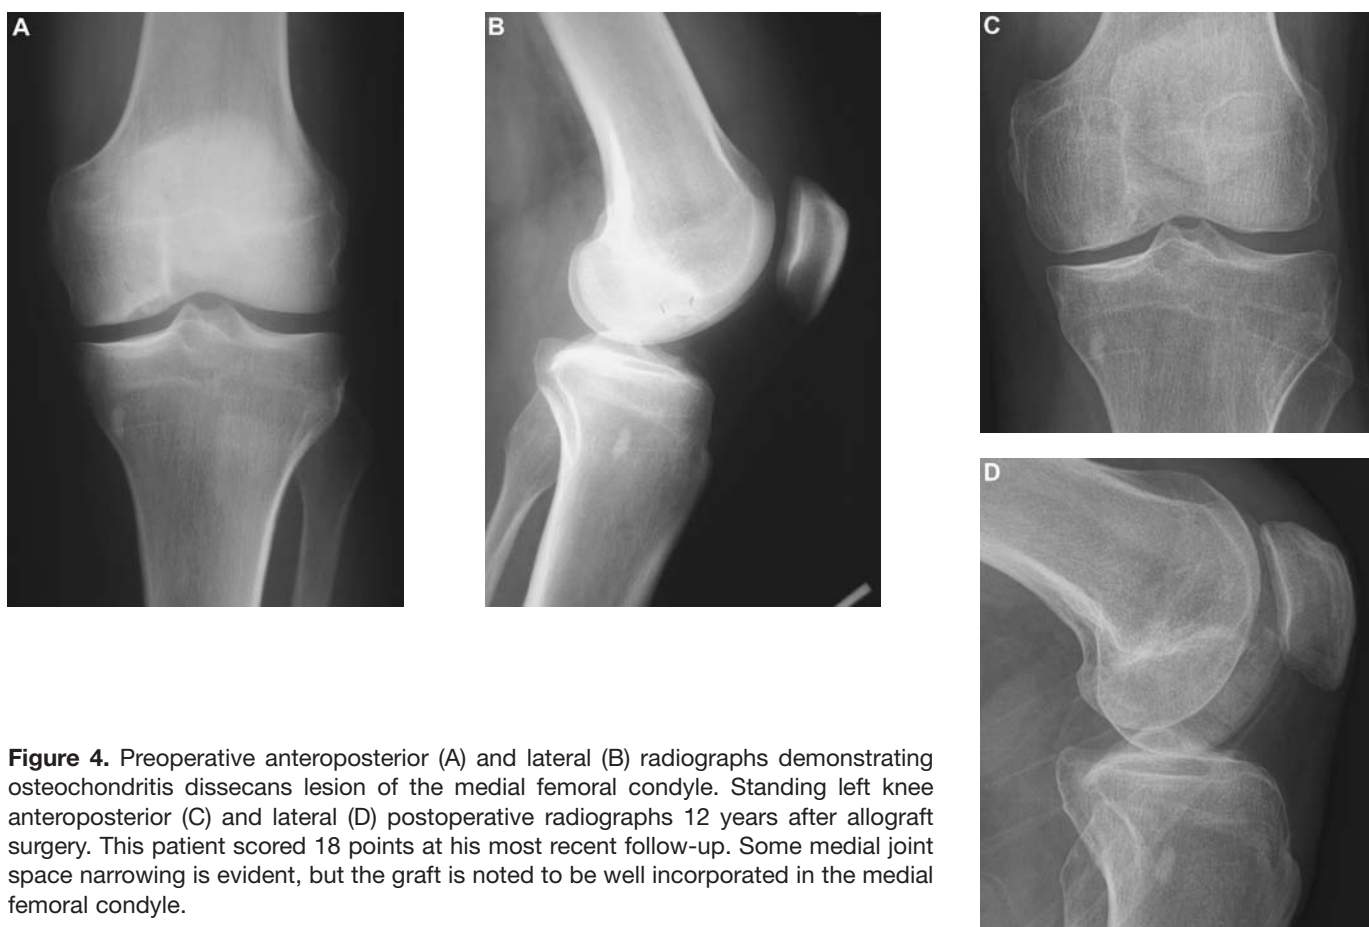 A
B
C
D
Figure 4. Preoperative anteroposterior (A) and lateral (B) radiographs demonstrating
osteochondritis dissecans lesion of the medial femoral condyle. Standing left knee
anteroposterior (C) and lateral (D) postoperative radiographs 12 years after allograft
surgery. This patient scored 18 points at his most recent follow-up. Some medial joint
space narrowing is evident, but the graft is noted to be well incorporated in the medial
femoral condyle.